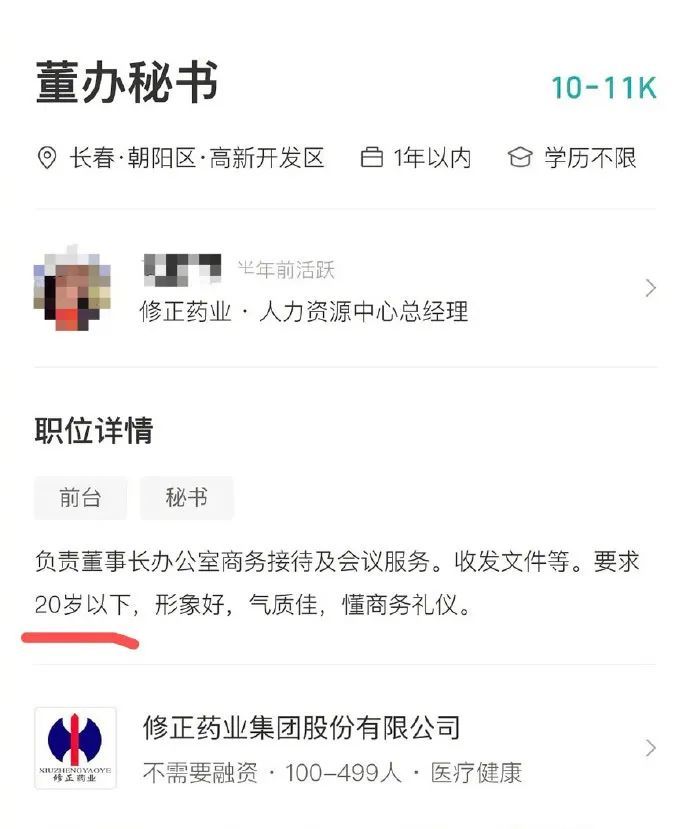 董办秘书
10-11K
长春·朝阳区·高新开发区 1年以内 学历不限
半年前活跃
修正药业·人力资源中心总经理
职位详情
前台 秘书
负责董事长办公室商务接待及会议服务。收发文件等。要求
20岁以下，形象好，气质佳，懂商务礼仪。
修正药业集团股份有限公司
XIUZHENGYAOYE
修正药业
不需要融资·100-499人·医疗健康